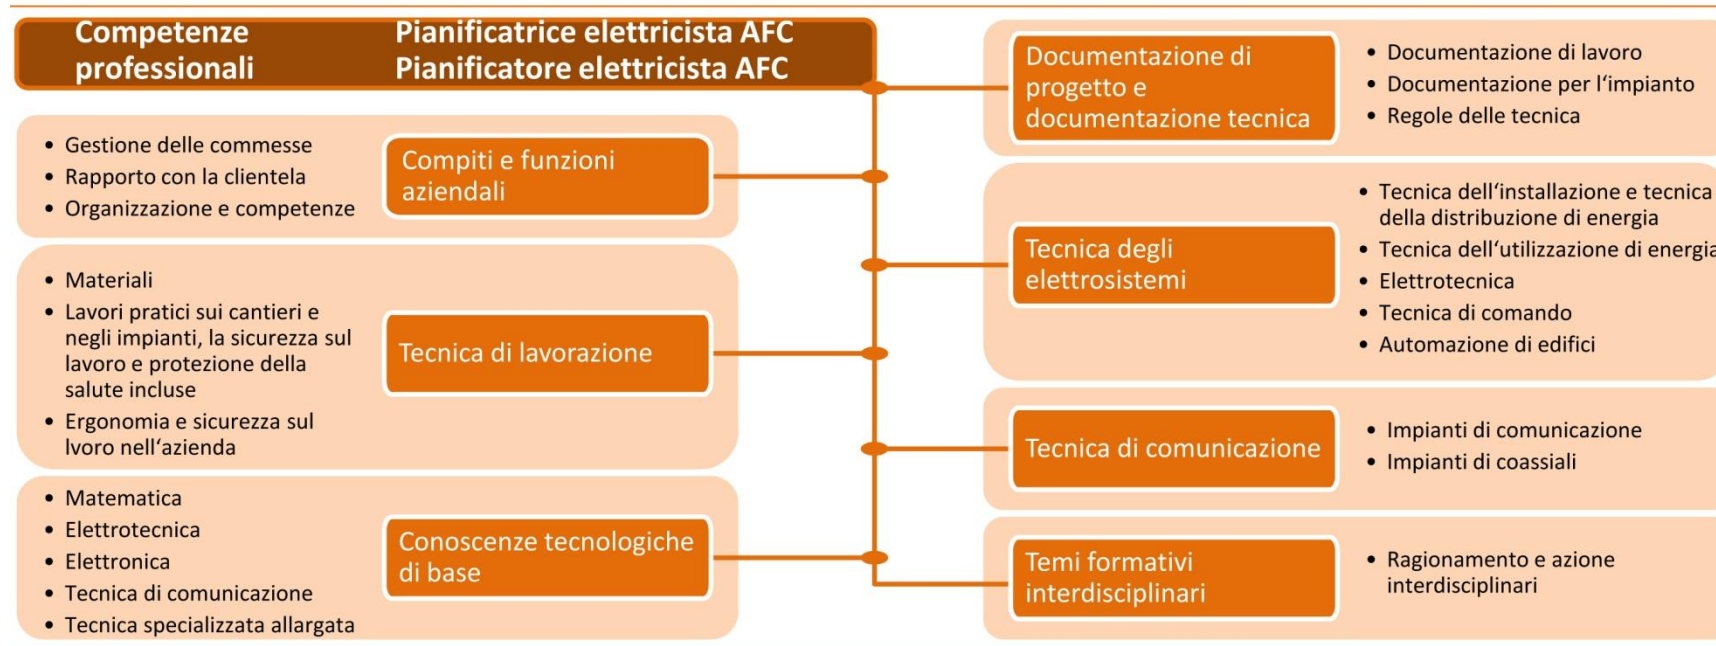 Competenze professionali
Pianificatrice elettricista AFC
Pianificatore elettricista AFC
• Gestione delle commesse
• Rapporto con la clientela
• Organizzazione e competenze
Compiti e funzioni
aziendali
• Materiali
• Lavori pratici sui cantieri e
negli impianti, la sicurezza sul
lavoro e protezione della
salute incluse
• Ergonomia e sicurezza sul
lvoro nell‘azienda
Tecnica di lavorazione
• Matematica
• Elettrotecnica
• Elettronica
• Tecnica di comunicazione
• Tecnica specializzata allargata
Conoscenze tecnologiche
di base
Documentazione di
progetto e
documentazione tecnica
• Documentazione di lavoro
• Documentazione per l‘impianto
• Regole delle tecnica
Tecnica degli
elettrosistemi
• Tecnica dell‘installazione e tecnica
della distribuzione di energia
• Tecnica dell‘utilizzazione di energia
• Elettrotecnica
• Tecnica di comando
• Automazione di edifici
Tecnica di comunicazione
• Impianti di comunicazione
• Impianti di coassiali
Temi formativi
interdisciplinari
• Ragionamento e azione
interdisciplinari